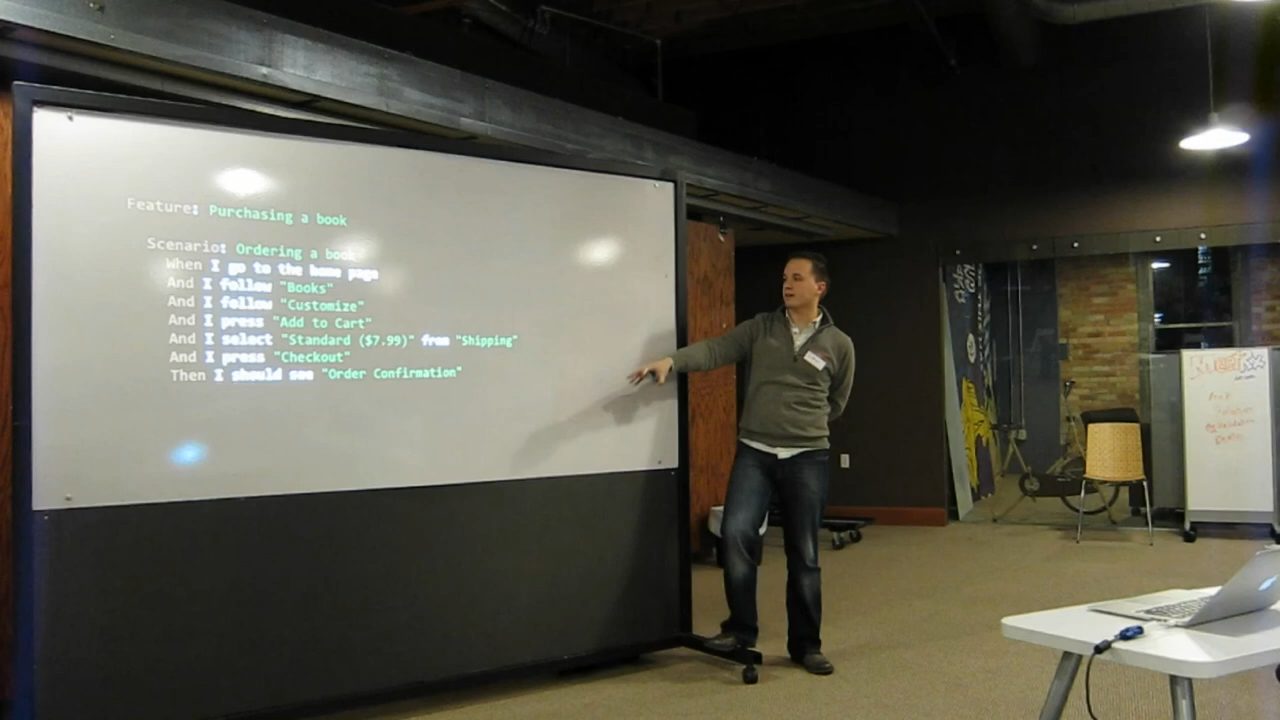 Feature: Purchasing a book
Scenario: Ordering a book
When I go to the home page
And I follow "Books"
And I follow "Customize"
And I press "Add to Cart"
And I select "Standard ($7.99)" from "Shipping"
And I press "Checkout"
Then I should see "Order Confirmation"